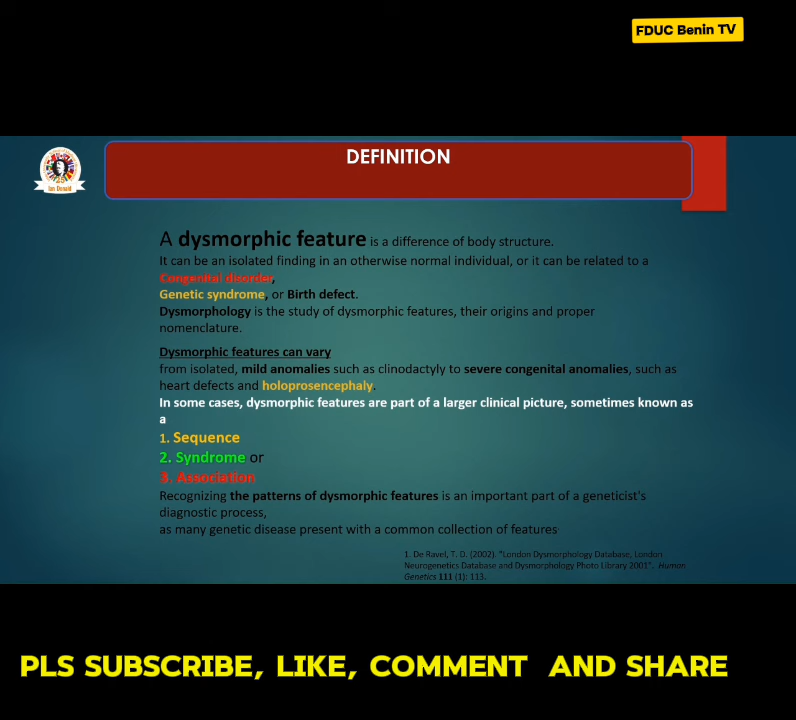 FDUC Benin TV
DEFINITION
Ian Donald
A dysmorphic feature is a difference of body structure.
It can be an isolated finding in an otherwise normal individual, or it can be related to a
Congenital disorder,
Genetic syndrome, or Birth defect.
Dysmorphology is the study of dysmorphic features, their origins and proper
nomenclature.
Dysmorphic features can vary
from isolated, mild anomalies such as clinodactyly to severe congenital anomalies, such as
heart defects and holoprosencephaly.
In some cases, dysmorphic features are part of a larger clinical picture, sometimes known as
a
1. Sequence
2. Syndrome or
3. Association
Recognizing the patterns of dysmorphic features is an important part of a geneticist's
diagnostic process,
as many genetic disease present with a common collection of features
1. De Ravel, T. D. (2002). "London Dysmorphology Database, London
Neurogenetics Database and Dysmorphology Photo Library 2001". Human
Genetics 111 (1): 113.
PLS SUBSCRIBE, LIKE, COMMENT AND SHARE